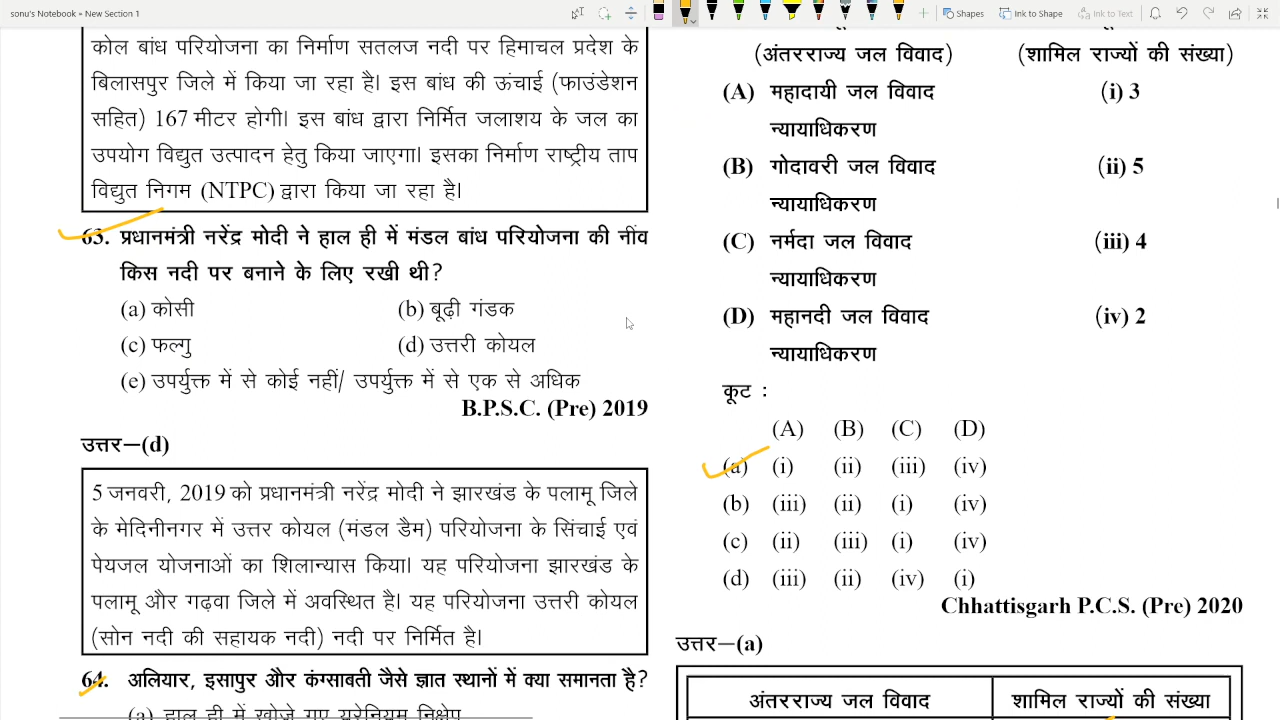 sonu's Notebook » New Section 1
Shapes
Ink to Shape
Ink to Text
कोल बांध परियोजना का निर्माण सतलज नदी पर हिमाचल प्रदेश के
बिलासपुर जिले में किया जा रहा है। इस बांध की ऊंचाई (फाउंडेशन
सहित) 167 मीटर होगी। इस बांध द्वारा निर्मित जलाशय के जल का
उपयोग विद्युत उत्पादन हेतु किया जाएगा। इसका निर्माण राष्ट्रीय ताप
विद्युत निगम (NTPC) द्वारा किया जा रहा है।
63. प्रधानमंत्री नरेंद्र मोदी ने हाल ही में मंडल बांध परियोजना की नींव
किस नदी पर बनाने के लिए रखी थी?
(a) कोसी (b) बूढ़ी गंडक
(c) फल्गु (d) उत्तरी कोयल
(e) उपर्युक्त में से कोई नहीं/ उपर्युक्त में से एक से अधिक
B.P.S.C. (Pre) 2019
उत्तर—(d)
5 जनवरी, 2019 को प्रधानमंत्री नरेंद्र मोदी ने झारखंड के पलामू जिले
के मेदिनीनगर में उत्तर कोयल (मंडल डैम) परियोजना के सिंचाई एवं
पेयजल योजनाओं का शिलान्यास किया। यह परियोजना झारखंड के
पलामू और गढ़वा जिले में अवस्थित है। यह परियोजना उत्तरी कोयल
(सोन नदी की सहायक नदी) नदी पर निर्मित है।
64. अलियार, इसापुर और कंग्साबती जैसे ज्ञात स्थानों में क्या समानता है?
(a) हाल ही में खोजे गए यूरेनियम निक्षेप
(अंतरराज्य जल विवाद) (शामिल राज्यों की संख्या)
(A) महादायी जल विवाद (i) 3
न्यायाधिकरण
(B) गोदावरी जल विवाद (ii) 5
न्यायाधिकरण
(C) नर्मदा जल विवाद (iii) 4
न्यायाधिकरण
(D) महानदी जल विवाद (iv) 2
न्यायाधिकरण
कूट :
(A) (B) (C) (D)
(a) (i) (ii) (iii) (iv)
(b) (iii) (ii) (i) (iv)
(c) (ii) (iii) (i) (iv)
(d) (iii) (ii) (iv) (i)
Chhattisgarh P.C.S. (Pre) 2020
उत्तर—(a)
अंतरराज्य जल विवाद शामिल राज्यों की संख्या